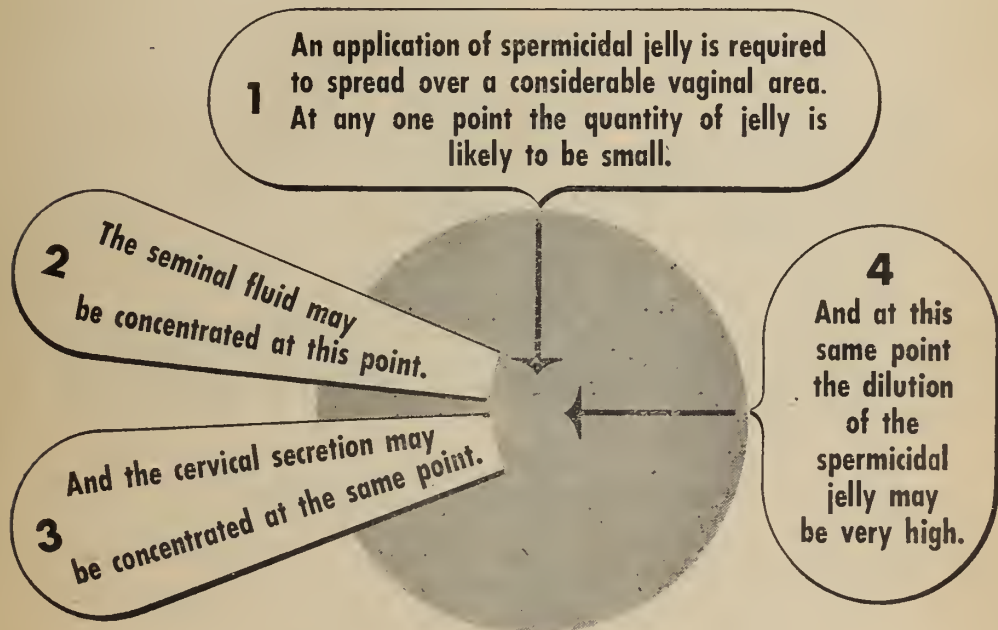 1
An application of spermicidal jelly is required
to spread over a considerable vaginal area.
At any one point the quantity of jelly is
likely to be small.
2
The seminal fluid may
be concentrated at this point.
3
And the cervical secretion may
be concentrated at the same point.
4
And at this
same point
the dilution
of the
spermicidal
jelly may
be very high.